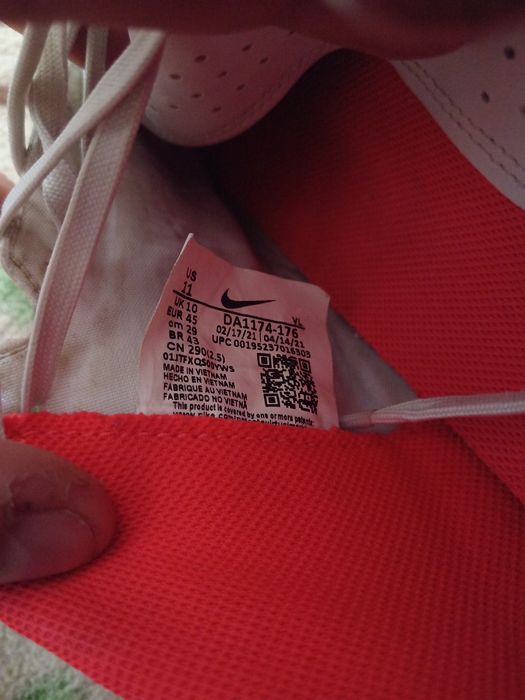 US
11
UK 10
EUR 45
cm 29
BR 43
CN 290(2.5)
DA1174-176 VL
02/17/21 04/14/21
UPC 00195237016303
01JTFXQS00YWS
MADE IN VIETNAM
HECHO EN VIETNAM
FABRIQUE AU VIETNAM
FABRICADO NO VIETNÃ
This product is covered by one or more patents: